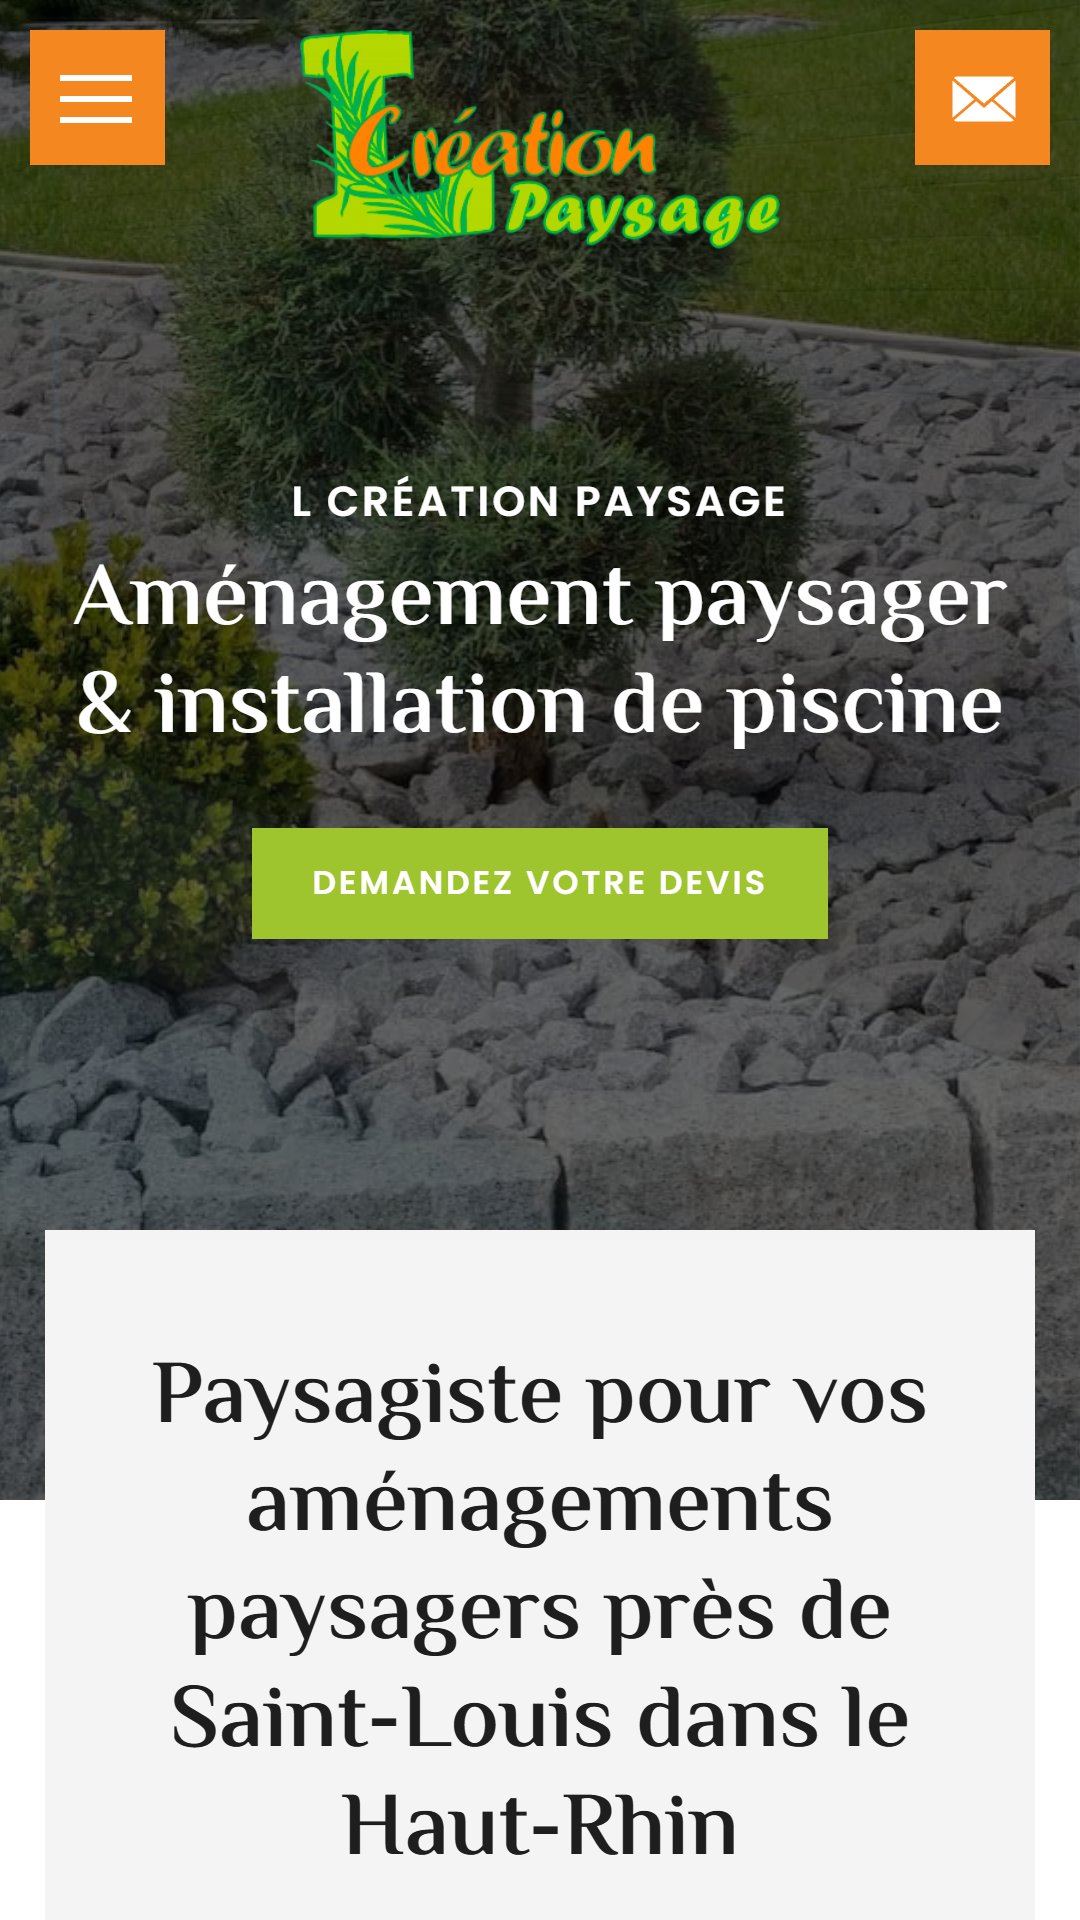 L Création
Paysage
L CRÉATION PAYSAGE
Aménagement paysager
& installation de piscine
DEMANDEZ VOTRE DEVIS
Paysagiste pour vos
aménagements
paysagers près de
Saint-Louis dans le
Haut-Rhin